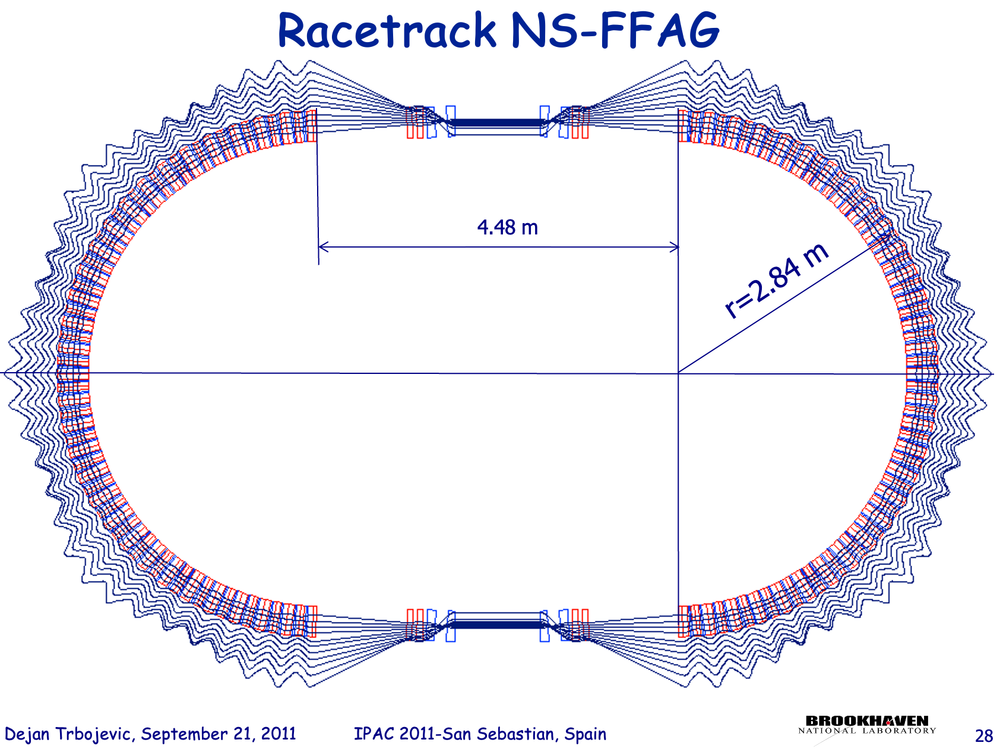 Racetrack NS-FFAG
4.48 m
r=2.84 m
Dejan Trbojevic, September 21, 2011
IPAC 2011-San Sebastian, Spain
BROOKHAVEN
NATIONAL LABORATORY
28